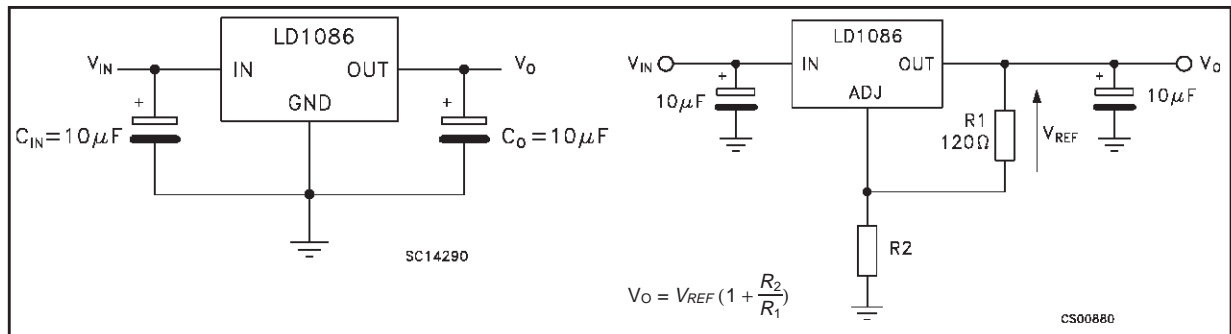 LD1086
V_IN
IN
OUT
V_O
GND
+
+
C_IN=10μF
C_O=10μF
SC14290
LD1086
V_IN
IN
OUT
V_O
+
ADJ
+
10μF
R1
120Ω
V_REF
10μF
R2
V_O = V_REF (1 + R_2/R_1)
CS00880